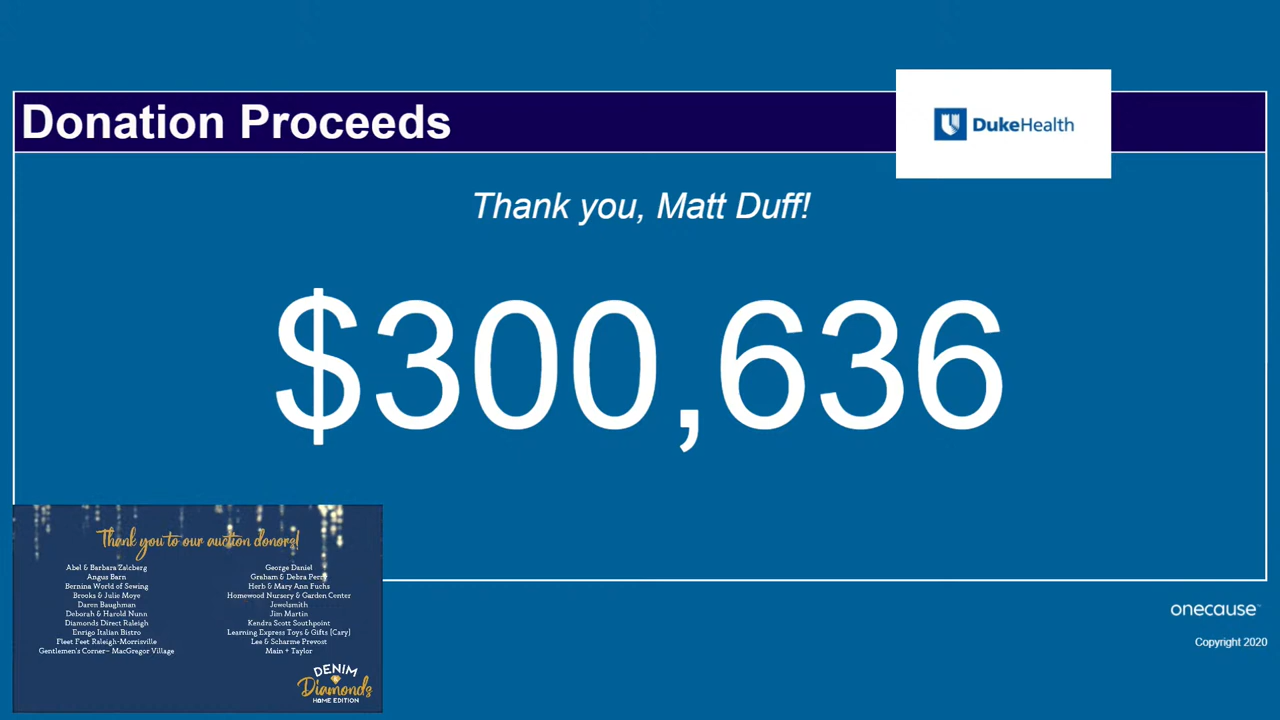 Donation Proceeds
DukeHealth
Thank you, Matt Duff!
$300,636
Thank you to our auction donors!
Abel & Barbara Zalcberg
Angus Barn
Bernina World of Sewing
Brooks & Julie Moye
Daren Baughman
Deborah & Harold Nunn
Diamonds Direct Raleigh
Enrigo Italian Bistro
Fleet Feet Raleigh-Morrisville
Gentlemen's Corner– MacGregor Village
George Daniel
Graham & Debra Perry
Herb & Mary Ann Fuchs
Homewood Nursery & Garden Center
Jewelsmith
Jim Martin
Kendra Scott Southpoint
Learning Express Toys & Gifts (Cary)
Lee & Scharme Prevost
Main + Taylor
DENIM
Diamonds
HOME EDITION
onecause™
Copyright 2020